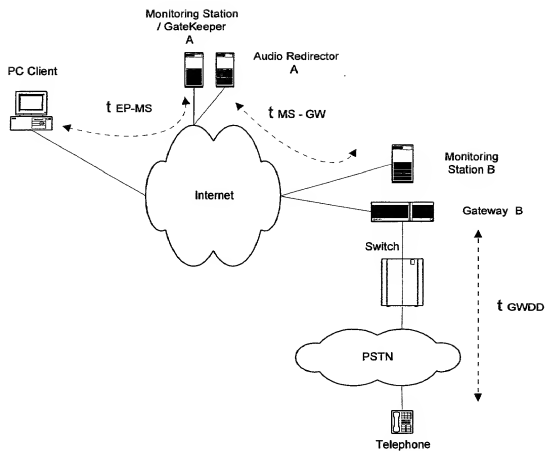 Monitoring Station
/ GateKeeper
A
Audio Redirector
A
PC Client
t EP-MS
t MS - GW
Monitoring
Station B
Internet
Gateway B
Switch
t GWDD
PSTN
Telephone